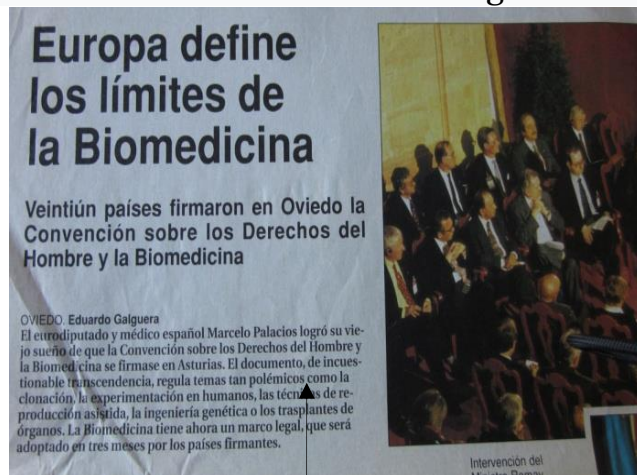 Europa define
los límites de
la Biomedicina
Veintiún países firmaron en Oviedo la
Convención sobre los Derechos del
Hombre y la Biomedicina
OVIEDO. Eduardo Galguera
El eurodiputado y médico español Marcelo Palacios logró su vie-
jo sueño de que la Convención sobre los Derechos del Hombre y
la Biomedicina se firmase en Asturias. El documento, de incues-
tionable transcendencia, regula temas tan polémicos como la
clonación, la experimentación en humanos, las técnicas de re-
producción asistida, la ingeniería genética o los trasplantes de
órganos. La Biomedicina tiene ahora un marco legal, que será
adoptado en tres meses por los países firmantes.
Intervención del